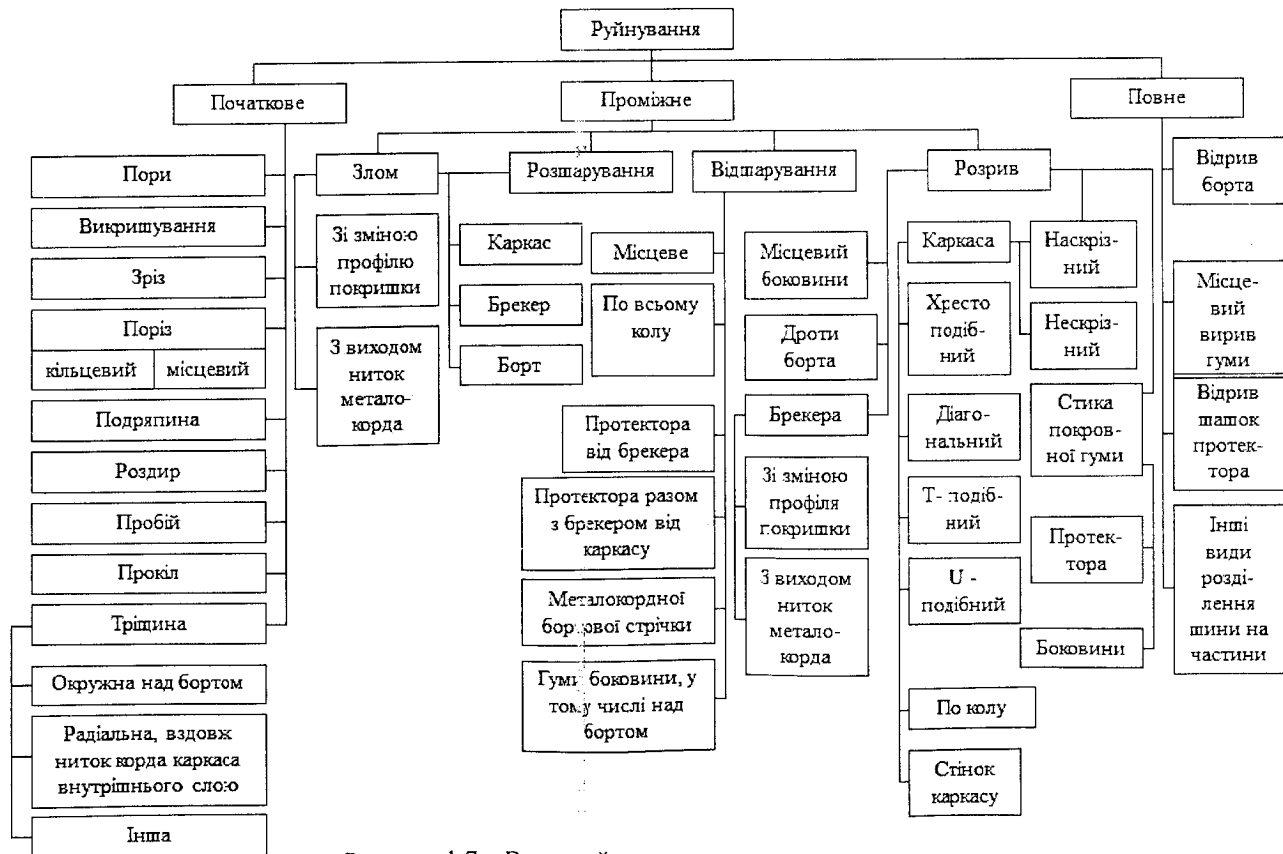 Руйнування
Початкове
Проміжне
Повне
Пори
Викришування
Зріз
Поріз
кільцевий
місцевий
Подряпина
Роздир
Пробій
Прокіл
Тріщина
Окружна над бортом
Радіальна, вздовж
ниток корда каркаса
внутрішнього слою
Інша
Злом
Зі зміною
профілю
покришки
З виходом
ниток
метало-
корда
Розшарування
Каркас
Брекер
Борт
Відшарування
Місцеве
По всьому
колу
Протектора
від брекера
Протектора разом
з брекером від
каркасу
Металокордної
бортової стрічки
Гуми боковини, у
тому числі над
бортом
Розрив
Місцевий
боковини
Дроти
борта
Брекера
Зі зміною
профіля
покришки
З виходом
ниток
метало-
корда
Каркаса
Хресто
подіб-
ний
Діаго-
нальний
Т- подіб-
ний
U -
подібний
По колу
Стінок
каркасу
Наскріз-
ний
Нескріз-
ний
Стика
покров-
ної гуми
Протек-
тора
Боковини
Відрив
борта
Місце-
вий
вирив
гуми
Відрив
шашок
протек-
тора
Інші
види
розді-
лення
шини на
частини